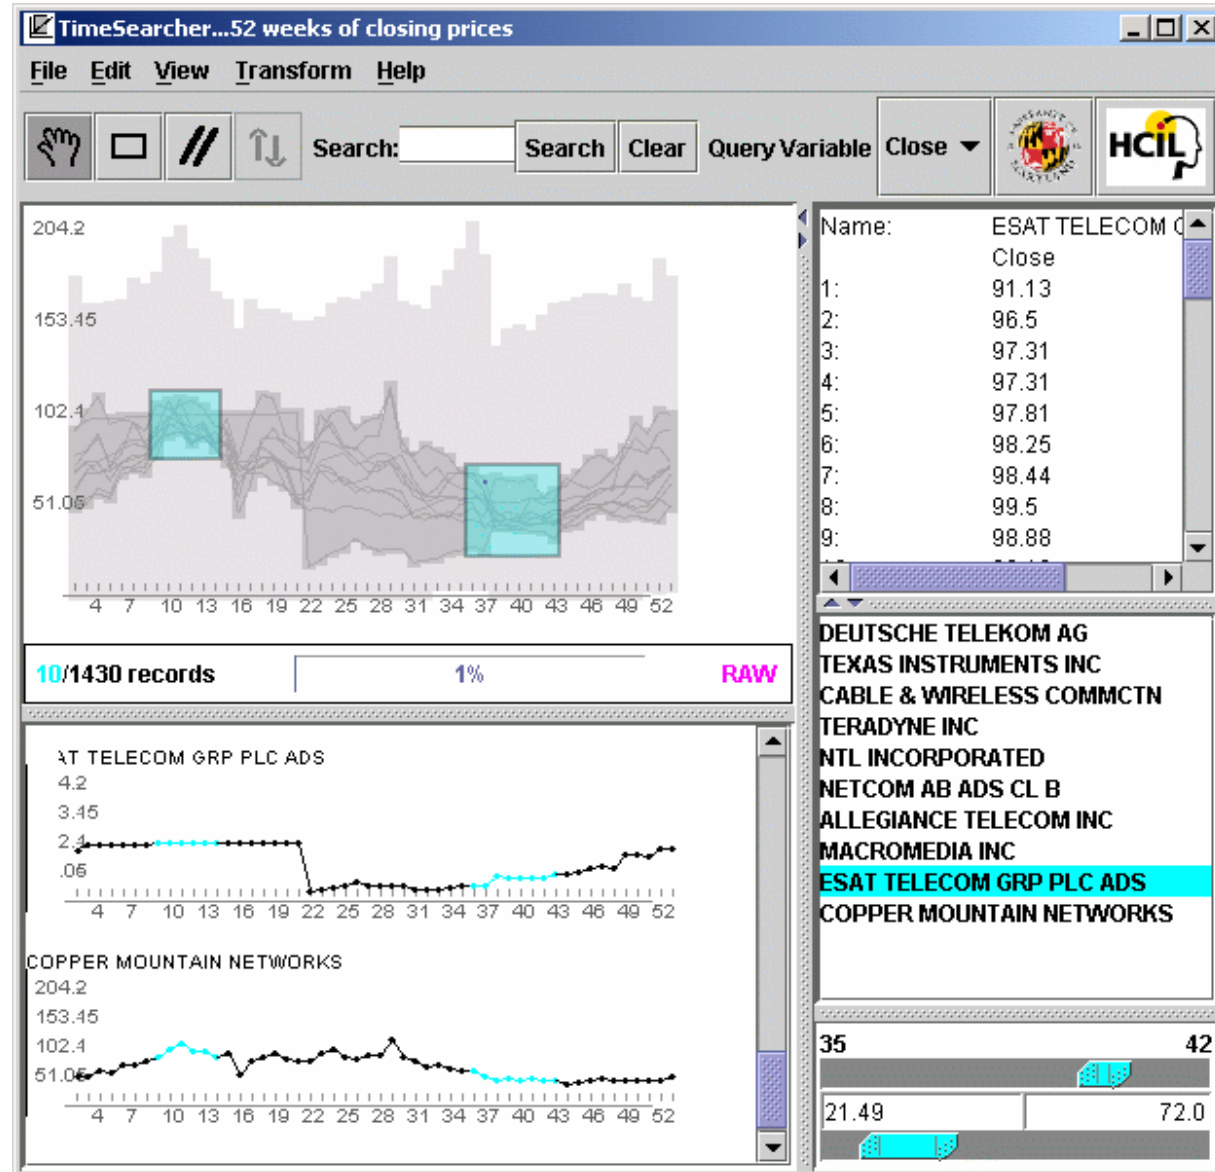 TimeSearcher...52 weeks of closing prices
File Edit View Transform Help
Search: Search Clear Query Variable Close
HCIL
204.2
153.45
102.4
51.06
4 7 10 13 16 19 22 25 28 31 34 37 40 43 46 49 52
10/1430 records 1% RAW
AT TELECOM GRP PLC ADS
4.2
3.45
2.4
.06
4 7 10 13 16 19 22 25 28 31 34 37 40 43 46 49 52
COPPER MOUNTAIN NETWORKS
204.2
153.45
102.4
51.06
4 7 10 13 16 19 22 25 28 31 34 37 40 43 46 49 52
Name: ESAT TELECOM
Close
1: 91.13
2: 96.5
3: 97.31
4: 97.31
5: 97.81
6: 98.25
7: 98.44
8: 99.5
9: 98.88
DEUTSCHE TELEKOM AG
TEXAS INSTRUMENTS INC
CABLE & WIRELESS COMMCTN
TERADYNE INC
NTL INCORPORATED
NETCOM AB ADS CL B
ALLEGIANCE TELECOM INC
MACROMEDIA INC
ESAT TELECOM GRP PLC ADS
COPPER MOUNTAIN NETWORKS
35 42
21.49 72.0